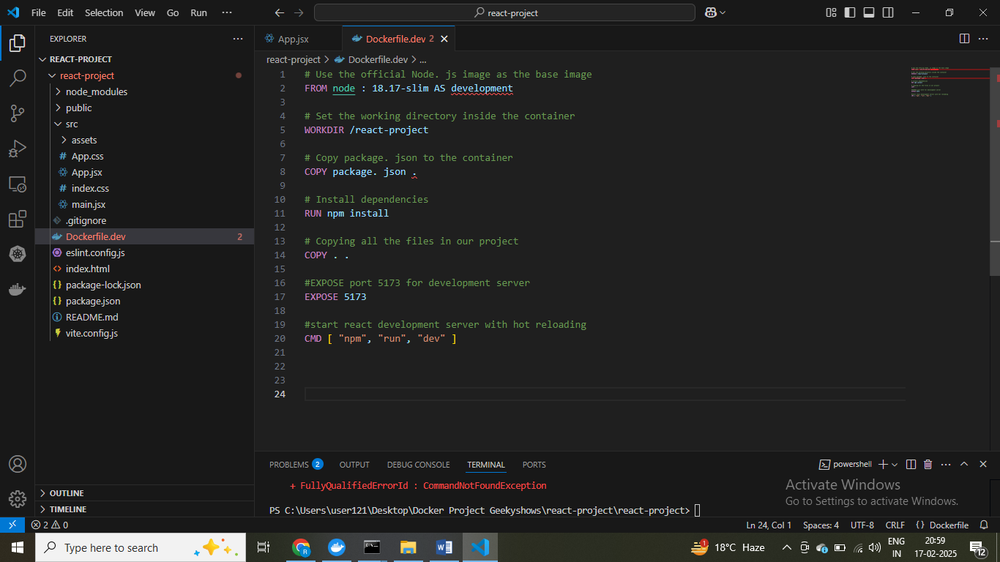 File Edit Selection View Go Run ···
react-project
EXPLORER
REACT-PROJECT
react-project
node_modules
public
src
assets
# App.css
App.jsx
# index.css
main.jsx
.gitignore
Dockerfile.dev 2
eslint.config.js
<> index.html
{} package-lock.json
{} package.json
README.md
vite.config.js
OUTLINE
TIMELINE
App.jsx
Dockerfile.dev 2
react-project > Dockerfile.dev > ...
1 # Use the official Node. js image as the base image
2 FROM node : 18.17-slim AS development
3
4 # Set the working directory inside the container
5 WORKDIR /react-project
6
7 # Copy package. json to the container
8 COPY package. json .
9
10 # Install dependencies
11 RUN npm install
12
13 # Copying all the files in our project
14 COPY . .
15
16 #EXPOSE port 5173 for development server
17 EXPOSE 5173
18
19 #start react development server with hot reloading
20 CMD [ "npm", "run", "dev" ]
21
22
23
24
PROBLEMS 2 OUTPUT DEBUG CONSOLE TERMINAL PORTS
powershell
+ FullyQualifiedErrorId : CommandNotFoundException
PS C:\Users\user121\Desktop\Docker Project Geekyshows\react-project\react-project>
Activate Windows
Go to Settings to activate Windows.
2 0
Ln 24, Col 1 Spaces: 4 UTF-8 CRLF {} Dockerfile
Type here to search
1 18°C Haze
ENG
IN
20:59
17-02-2025
12